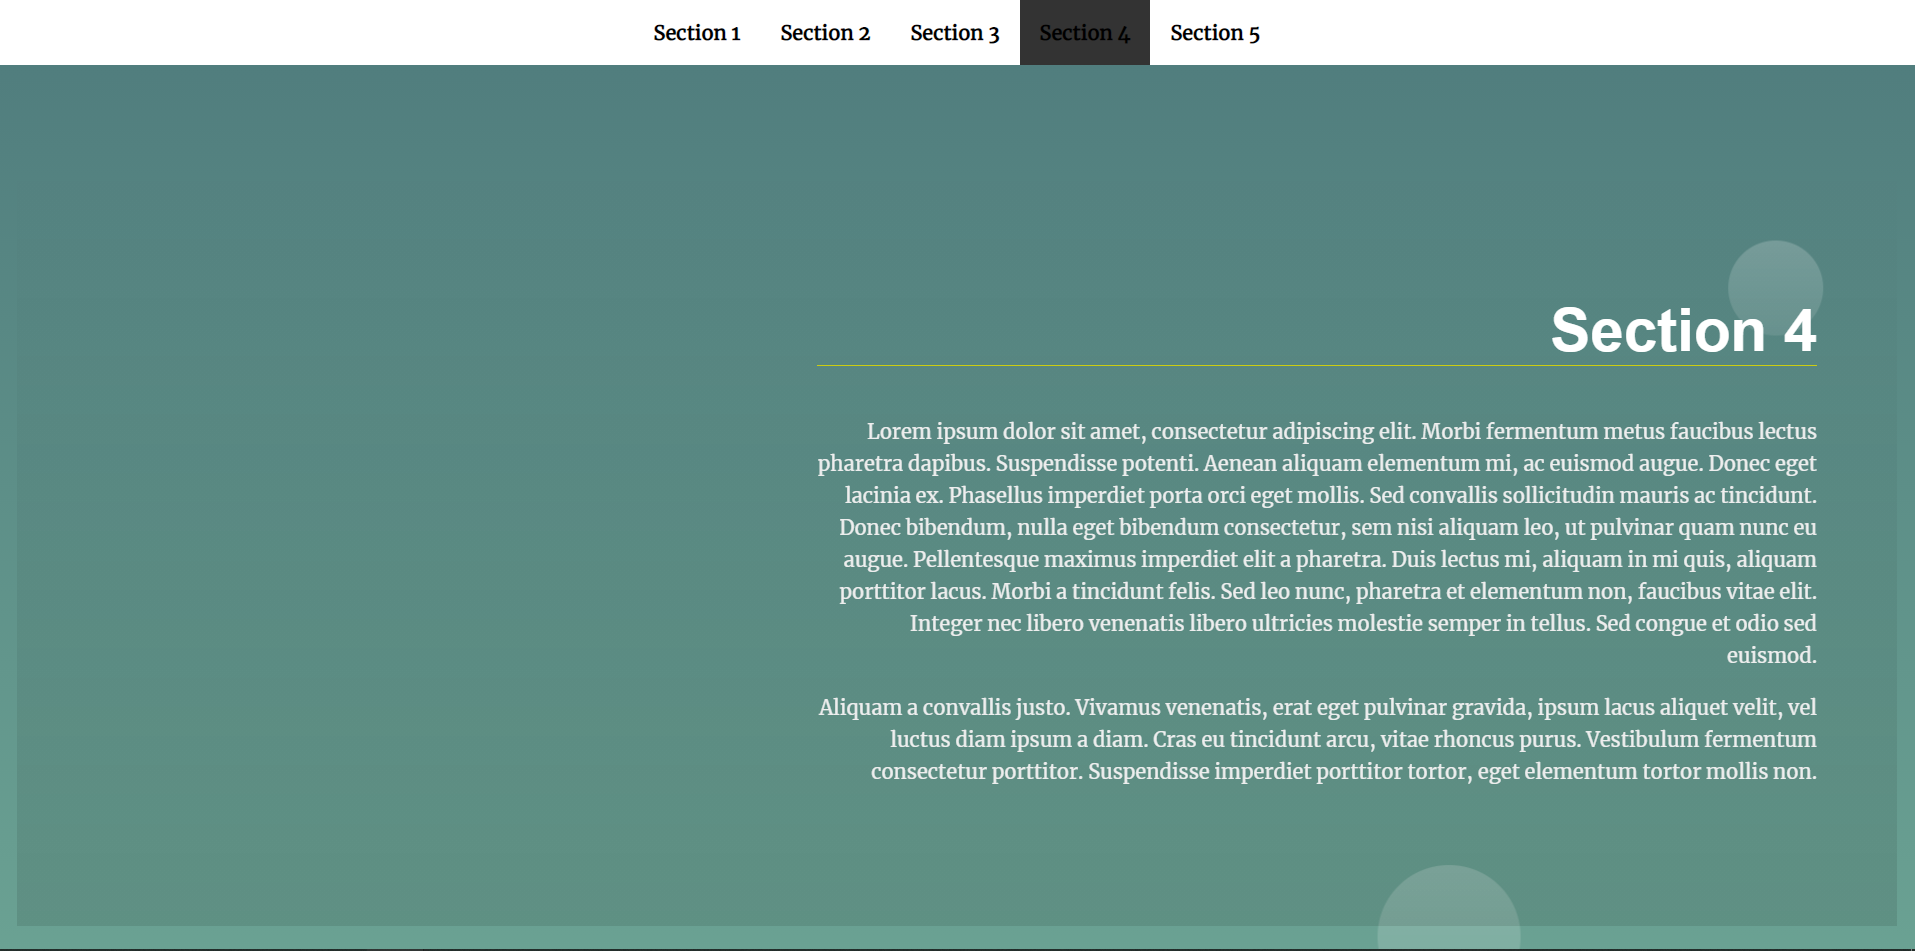 Section 1
Section 2
Section 3
Section 4
Section 5
Section 4
Lorem ipsum dolor sit amet, consectetur adipiscing elit. Morbi fermentum metus faucibus lectus
pharetra dapibus. Suspendisse potenti. Aenean aliquam elementum mi, ac euismod augue. Donec eget
lacinia ex. Phasellus imperdiet porta orci eget mollis. Sed convallis sollicitudin mauris ac tincidunt.
Donec bibendum, nulla eget bibendum consectetur, sem nisi aliquam leo, ut pulvinar quam nunc eu
augue. Pellentesque maximus imperdiet elit a pharetra. Duis lectus mi, aliquam in mi quis, aliquam
porttitor lacus. Morbi a tincidunt felis. Sed leo nunc, pharetra et elementum non, faucibus vitae elit.
Integer nec libero venenatis libero ultricies molestie semper in tellus. Sed congue et odio sed
euismod.
Aliquam a convallis justo. Vivamus venenatis, erat eget pulvinar gravida, ipsum lacus aliquet velit, vel
luctus diam ipsum a diam. Cras eu tincidunt arcu, vitae rhoncus purus. Vestibulum fermentum
consectetur porttitor. Suspendisse imperdiet porttitor tortor, eget elementum tortor mollis non.